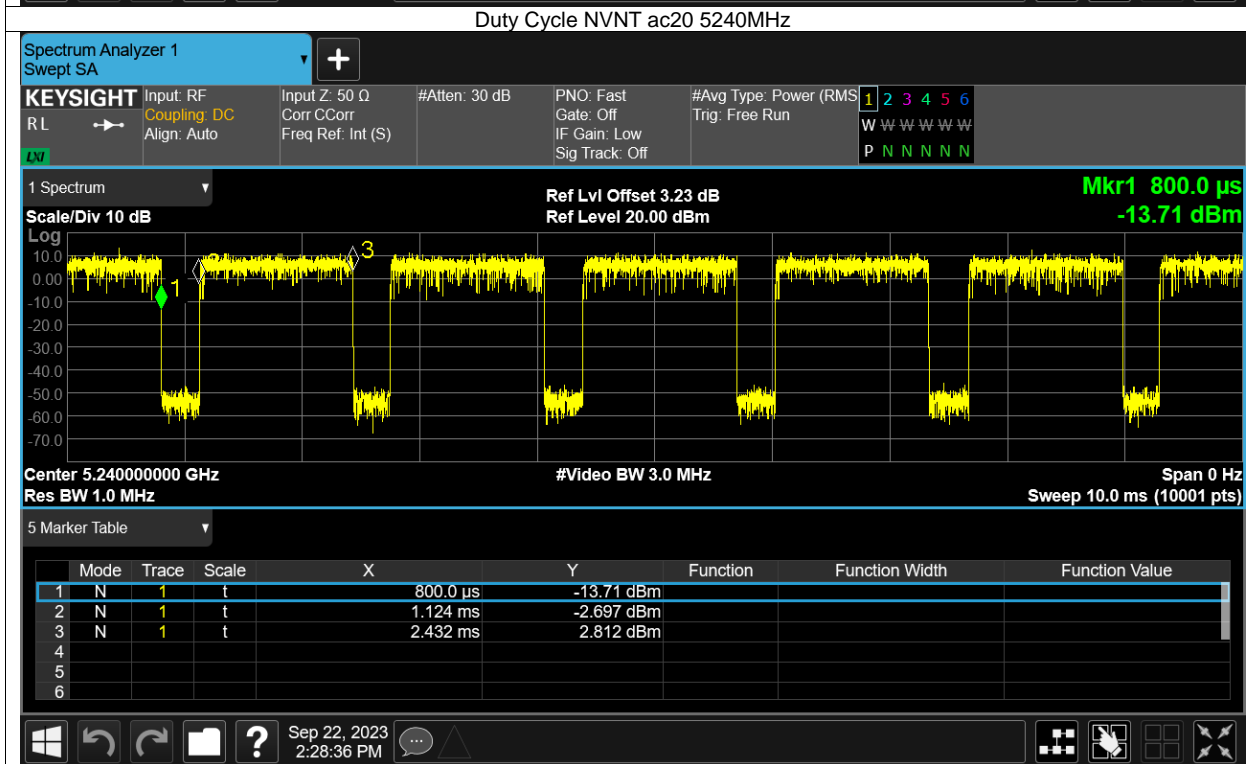 Duty Cycle NVNT ac20 5240MHz
Spectrum Analyzer 1
Swept SA
+
KEYSIGHT Input: RF Input Z: 50 Ω #Atten: 30 dB PNO: Fast #Avg Type: Power (RMS 1 2 3 4 5 6
R L Coupling: DC Corr CCorr Gate: Off Trig: Free Run W W W W W W
Align: Auto Freq Ref: Int (S) IF Gain: Low P N N N N N
LXI Sig Track: Off
1 Spectrum Ref Lvl Offset 3.23 dB Mkr1 800.0 µs
Scale/Div 10 dB Ref Level 20.00 dBm -13.71 dBm
Log
10.0
0.00
-10.0
-20.0
-30.0
-40.0
-50.0
-60.0
-70.0
1
2
3
Center 5.240000000 GHz #Video BW 3.0 MHz Span 0 Hz
Res BW 1.0 MHz Sweep 10.0 ms (10001 pts)
5 Marker Table
Mode Trace Scale X Y Function Function Width Function Value
1 N 1 t 800.0 µs -13.71 dBm
2 N 1 t 1.124 ms -2.697 dBm
3 N 1 t 2.432 ms 2.812 dBm
4
5
6
? Sep 22, 2023
2:28:36 PM